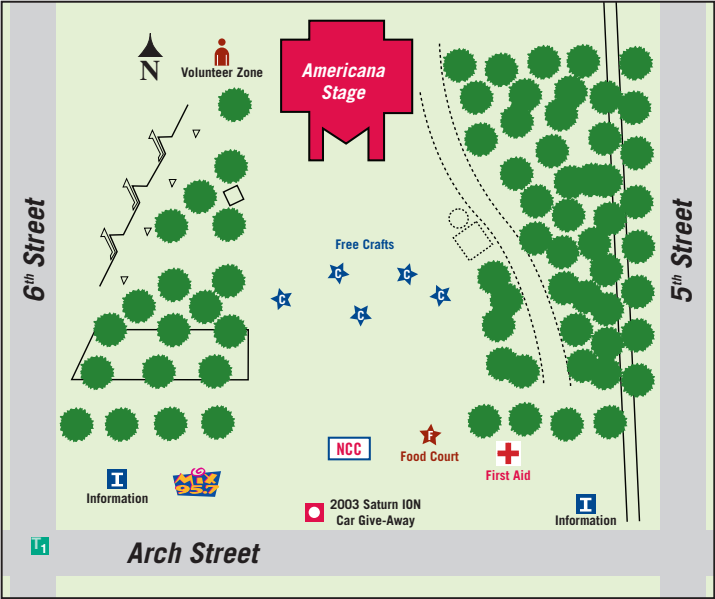 N
Volunteer Zone
Americana
Stage
6th Street
5th Street
Free Crafts
C
C
C
C
C
NCC
F
Food Court
First Aid
I
Information
Mix
95.7
2003 Saturn ION
Car Give-Away
I
Information
T1
Arch Street